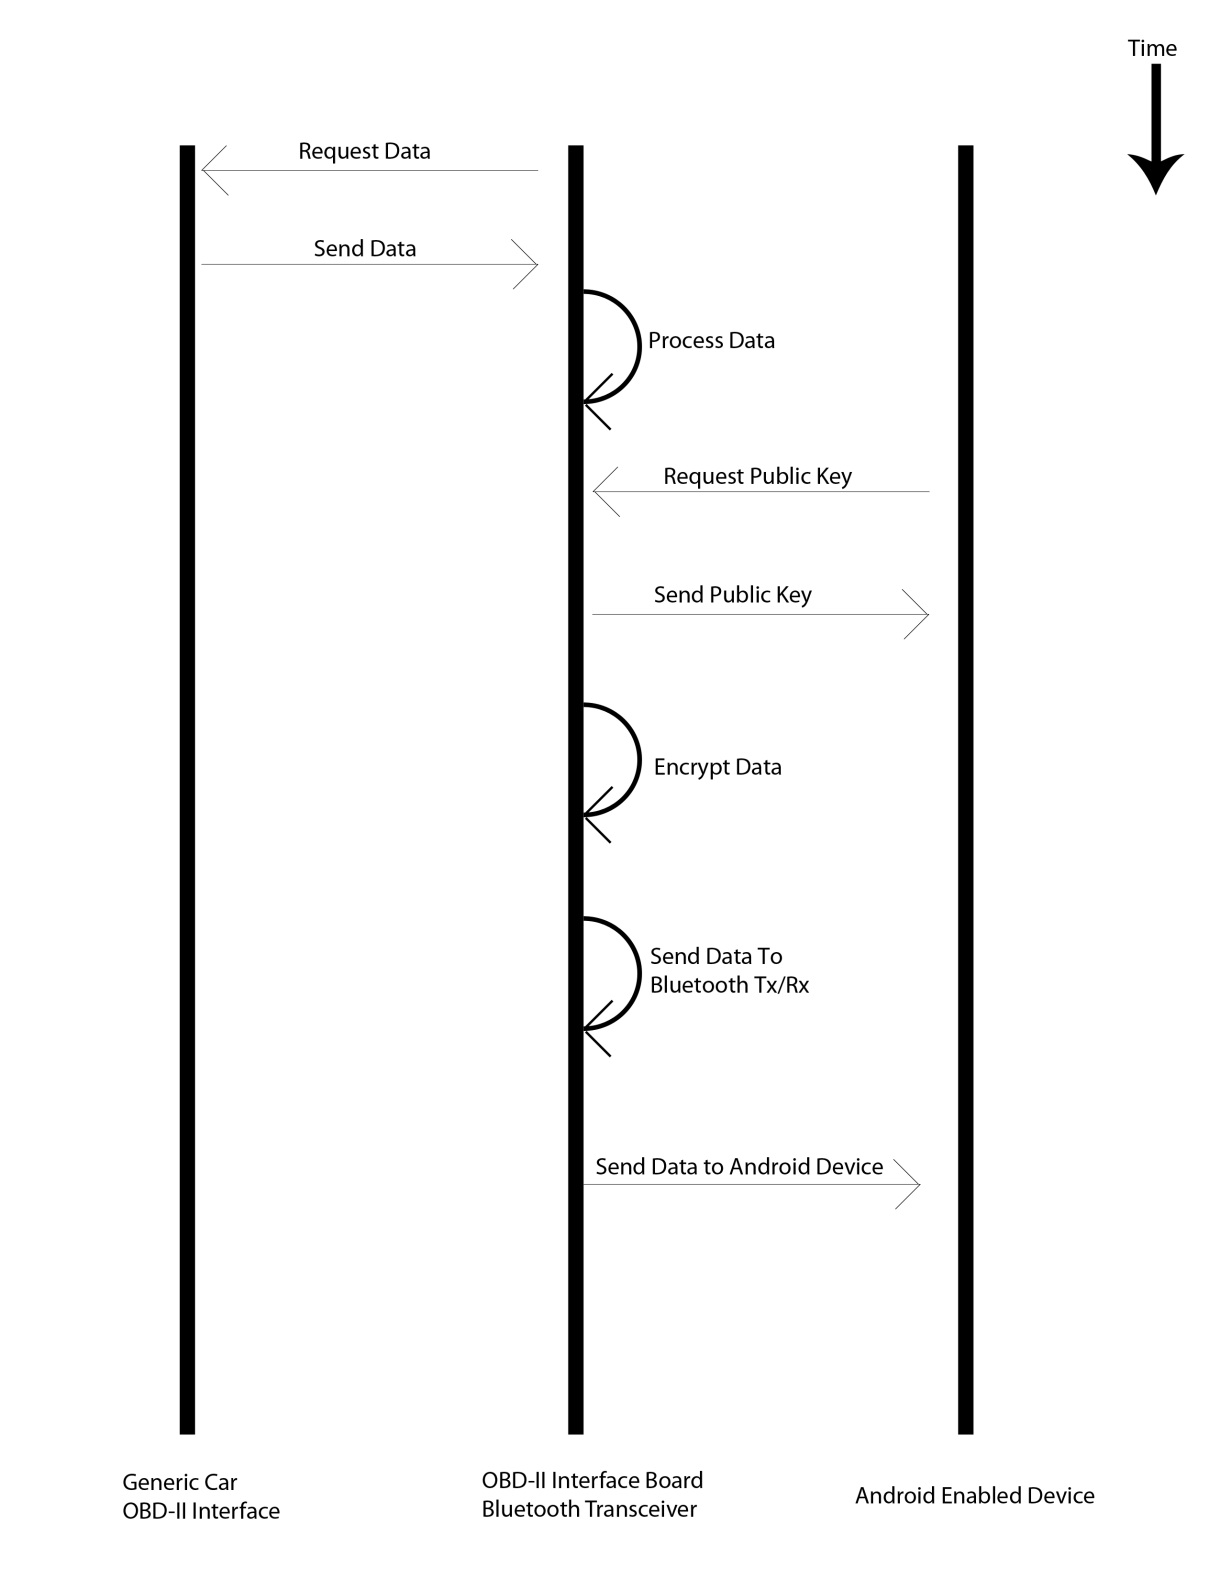 Time
Request Data
Send Data
Process Data
Request Public Key
Send Public Key
Encrypt Data
Send Data To
Bluetooth Tx/Rx
Send Data to Android Device
Generic Car
OBD-II Interface
OBD-II Interface Board
Bluetooth Transceiver
Android Enabled Device